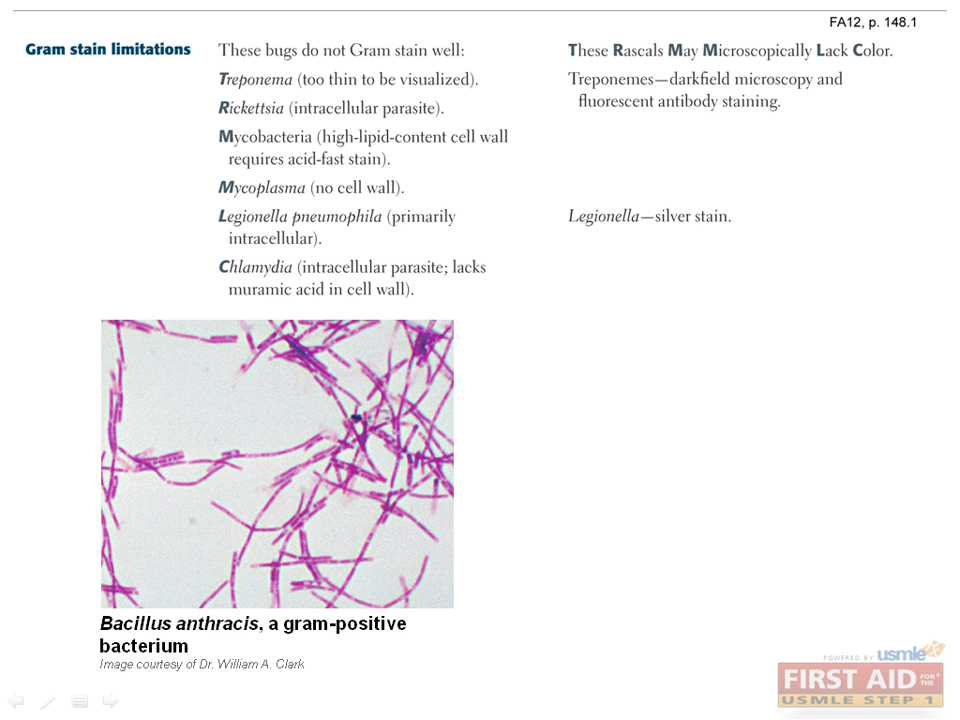 FA12, p. 148.1
Gram stain limitations
These bugs do not Gram stain well:
Treponema (too thin to be visualized).
Rickettsia (intracellular parasite).
Mycobacteria (high-lipid-content cell wall
requires acid-fast stain).
Mycoplasma (no cell wall).
Legionella pneumophila (primarily
intracellular).
Chlamydia (intracellular parasite; lacks
muramic acid in cell wall).
These Rascals May Microscopically Lack Color.
Treponemes—darkfield microscopy and
fluorescent antibody staining.
Legionella—silver stain.
Bacillus anthracis, a gram-positive
bacterium
Image courtesy of Dr. William A. Clark
POWERED BY usmle
FIRST AID FOR THE®
USMLE STEP 1